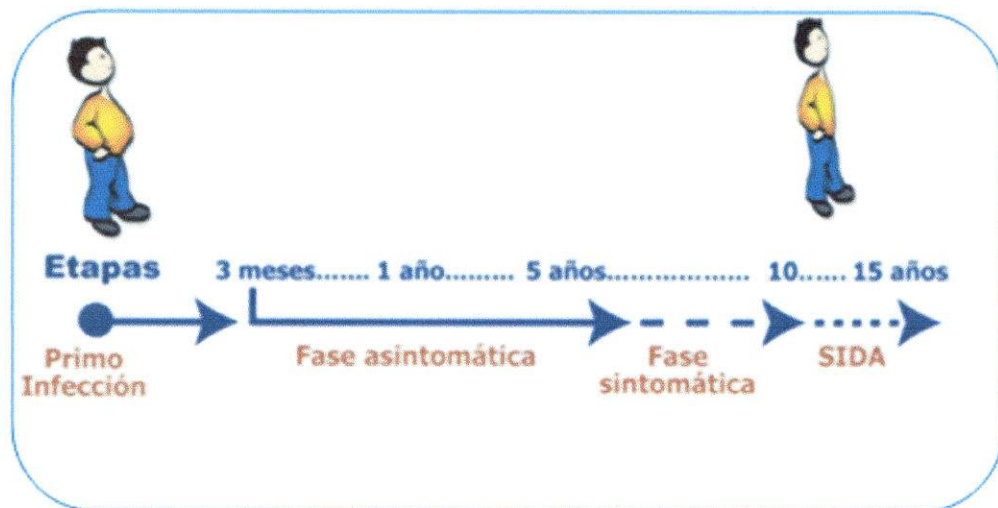 Etapas 3 meses....... 1 año......... 5 años.................. 10...... 15 años
Primo Infección
Fase asintomática
Fase sintomática
SIDA